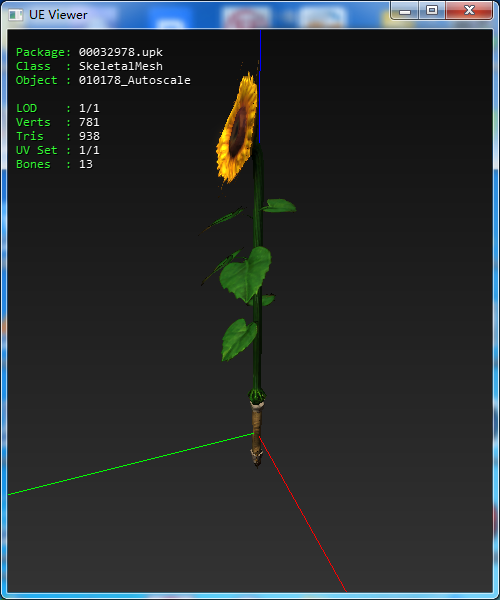 UE Viewer
Package: 00032978.upk
Class  : SkeletalMesh
Object : 010178_Autoscale
LOD    : 1/1
Verts  : 781
Tris   : 938
UV Set : 1/1
Bones  : 13